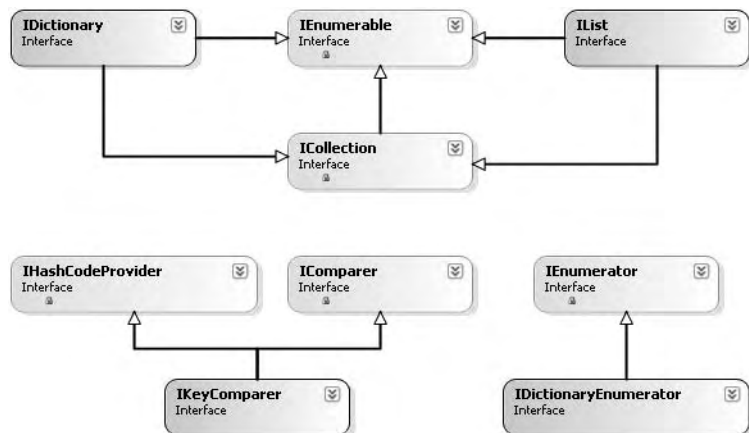 IDictionary
Interface
IEnumerable
Interface
IList
Interface
ICollection
Interface
IHashCodeProvider
Interface
IComparer
Interface
IEnumerator
Interface
IKeyComparer
Interface
IDictionaryEnumerator
Interface